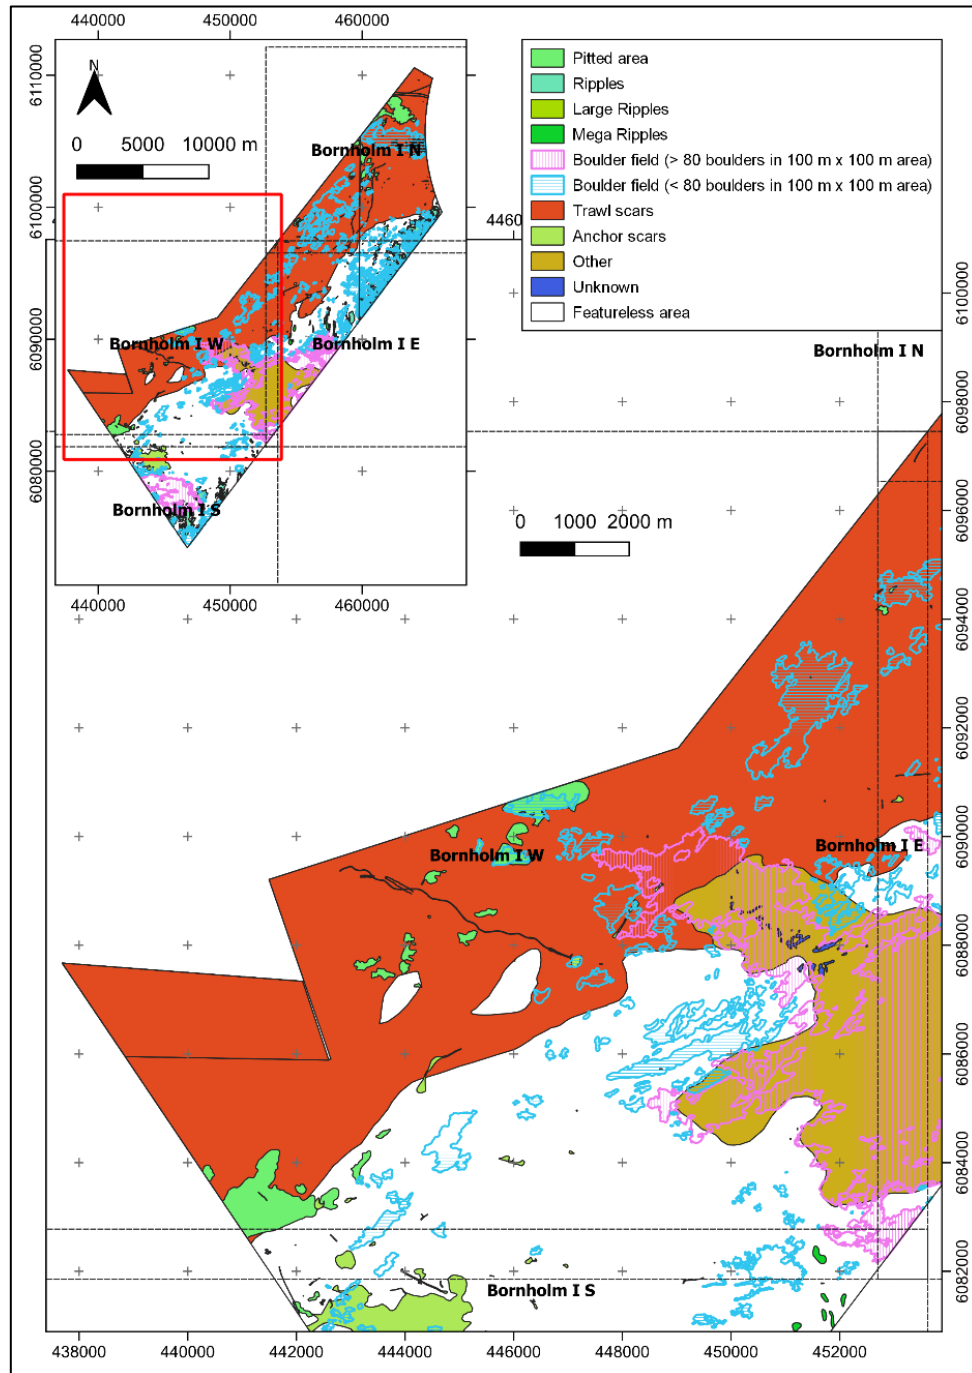 440000 450000 460000
6110000
N
0 5000 10000 m
Bornholm I N
6100000
Bornholm I W
Bornholm I E
6090000
6080000
Bornholm I S
440000 450000 460000
Pitted area
Ripples
Large Ripples
Mega Ripples
Boulder field (> 80 boulders in 100 m x 100 m area)
Boulder field (< 80 boulders in 100 m x 100 m area)
Trawl scars
Anchor scars
Other
Unknown
Featureless area
4460
6100000
Bornholm I N
6098000
0 1000 2000 m
6096000
6094000
6092000
6090000
Bornholm I W
Bornholm I E
6088000
6086000
6084000
6082000
Bornholm I S
438000 440000 442000 444000 446000 448000 450000 452000